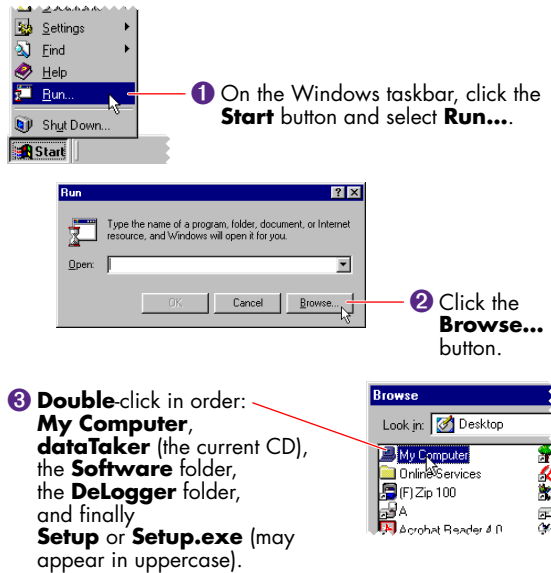 Settings
Find
Help
Run...
Shut Down...
Start
❶ On the Windows taskbar, click the
Start button and select Run....
Run
Type the name of a program, folder, document, or Internet
resource, and Windows will open it for you.
Open:
OK
Cancel
Browse...
❷ Click the
Browse...
button.
❸ Double-click in order:
My Computer,
dataTaker (the current CD),
the Software folder,
the DeLogger folder,
and finally
Setup or Setup.exe (may
appear in uppercase).
Browse
Look in:
Desktop
My Computer
Online Services
(F) Zip 100
A
Acrobat Reader 4.0